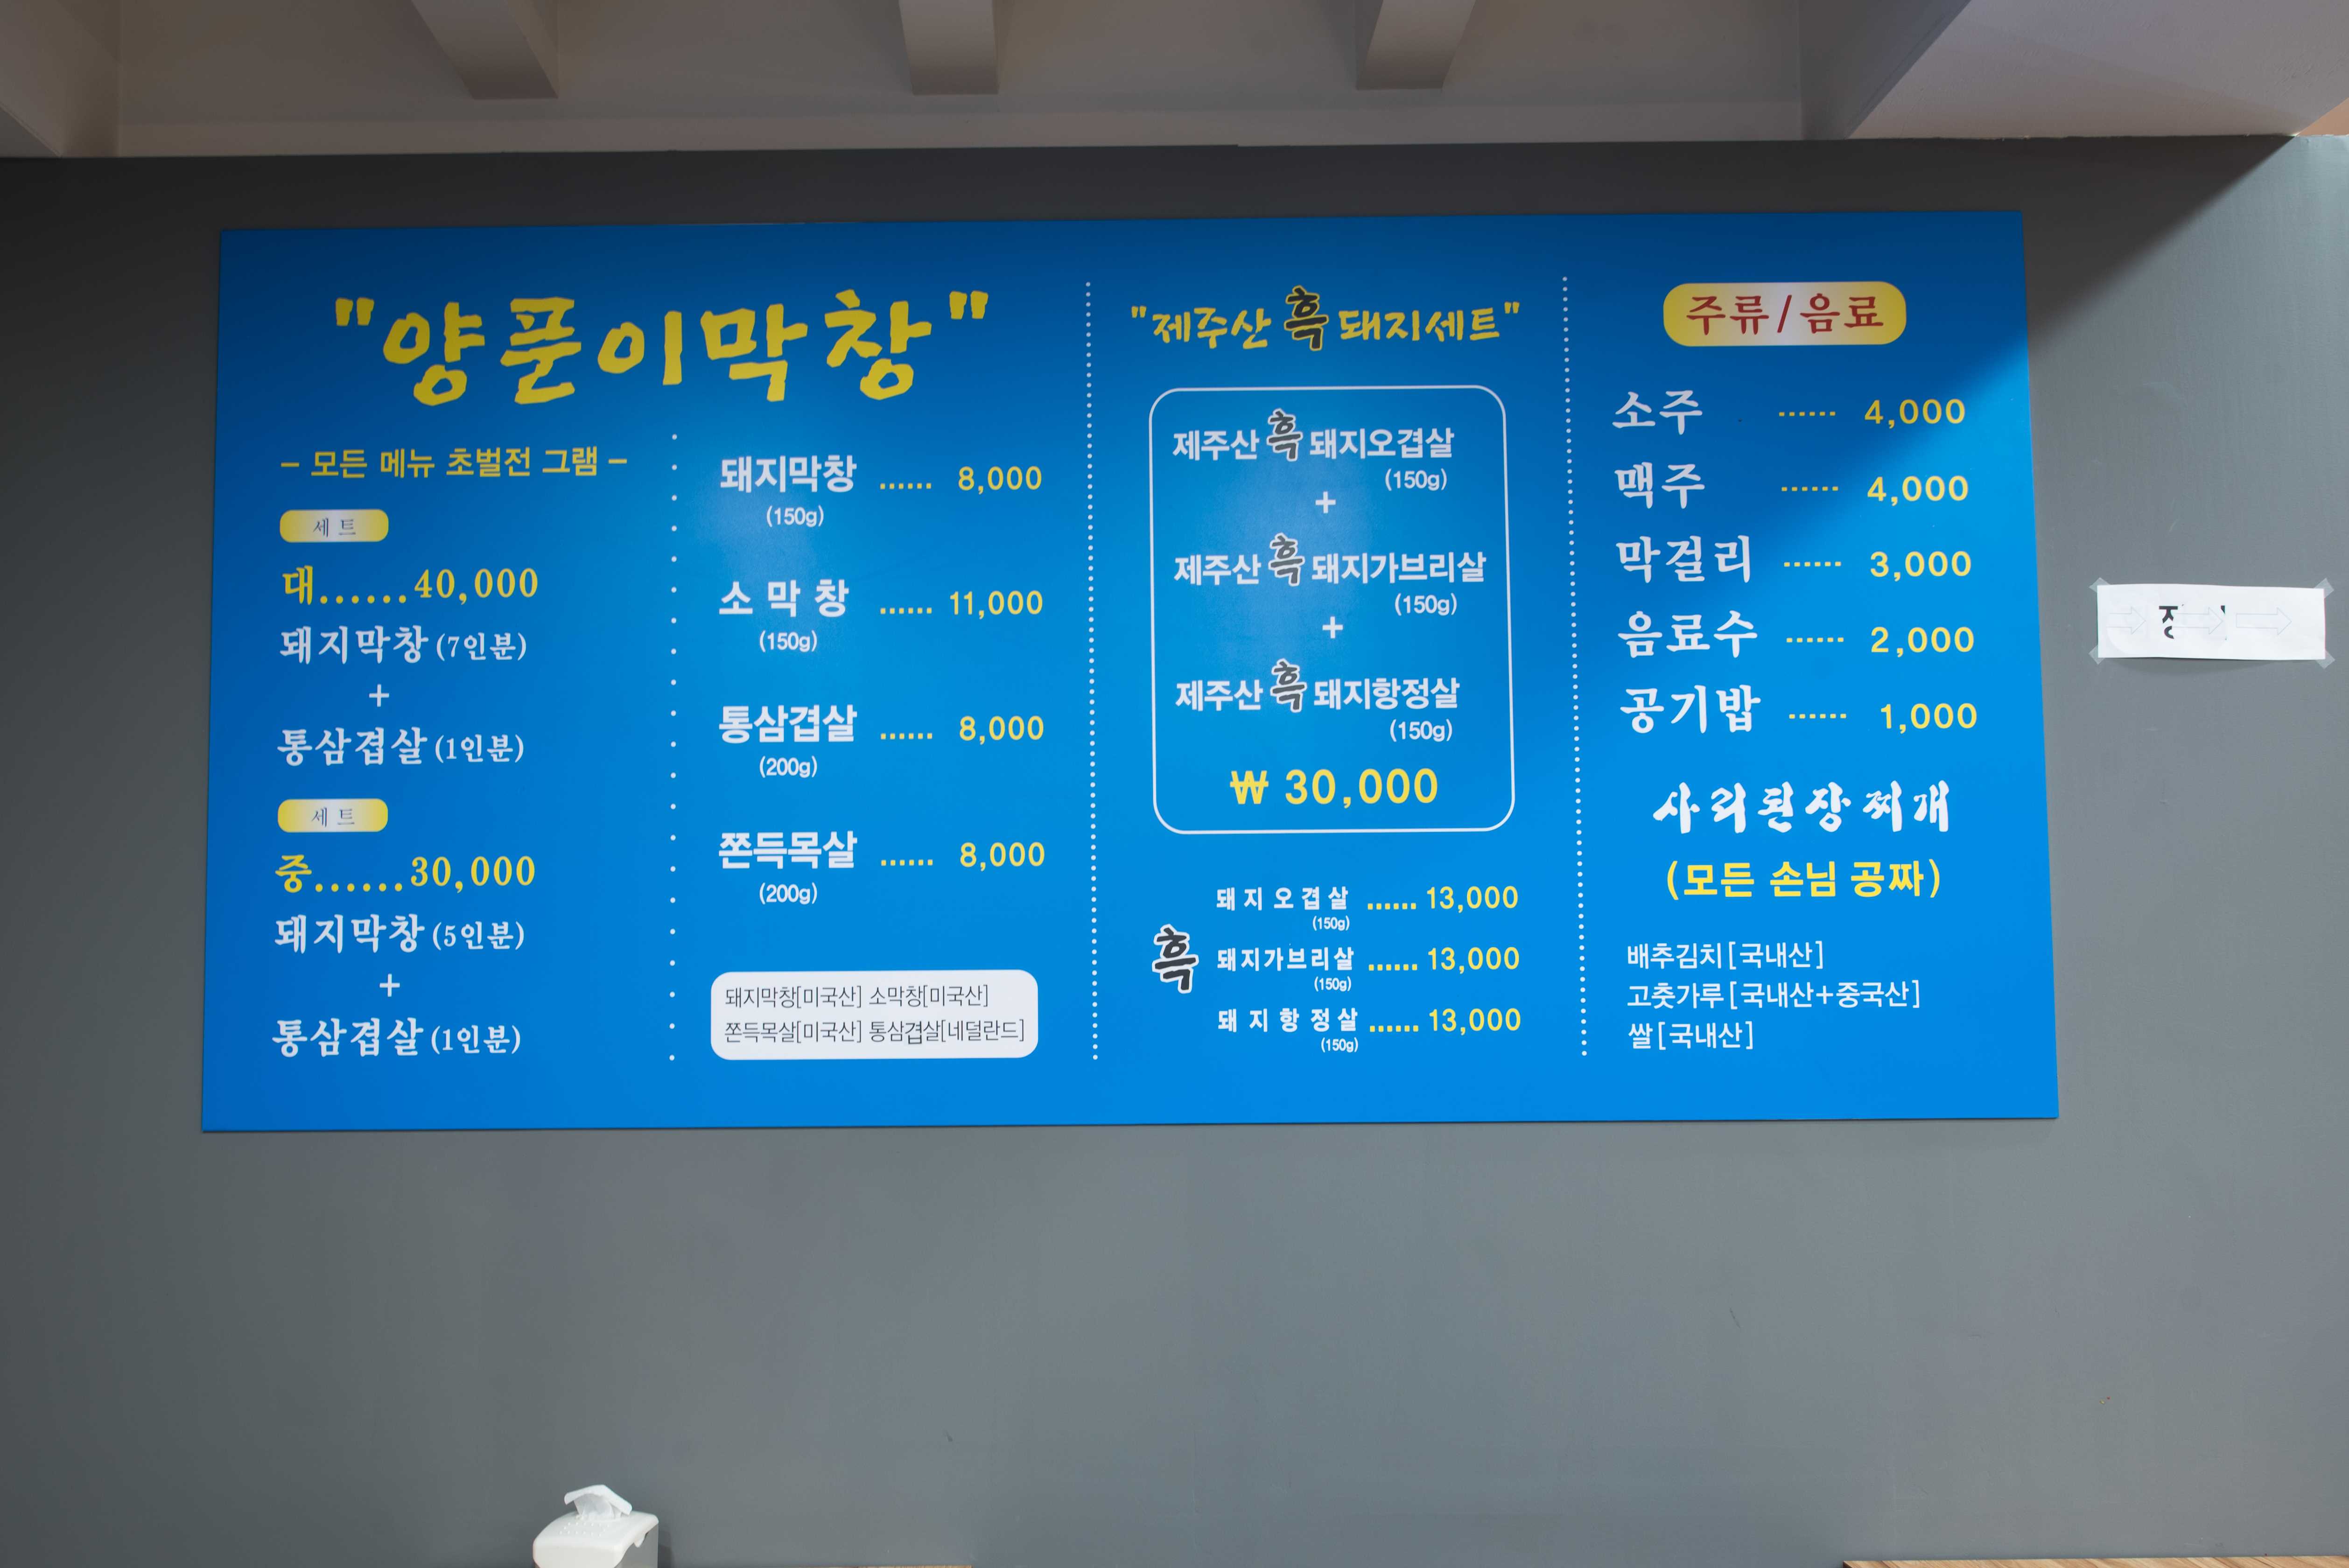 "양푼이막창"
- 모든 메뉴 초벌전 그램 -
세트
대......40,000
돼지막창 (7인분)
+
통삼겹살 (1인분)
세트
중......30,000
돼지막창 (5인분)
+
통삼겹살 (1인분)
돼지막창 ...... 8,000
(150g)
소 막 창 ...... 11,000
(150g)
통삼겹살 ...... 8,000
(200g)
쫀득목살 ...... 8,000
(200g)
돼지막창[미국산] 소막창[미국산]
쫀득목살[미국산] 통삼겹살[네덜란드]
"제주산 흑 돼지세트"
제주산 흑 돼지오겹살
(150g)
+
제주산 흑 돼지가브리살
(150g)
+
제주산 흑 돼지항정살
(150g)
₩ 30,000
흑
돼지오겹살 ...... 13,000
(150g)
돼지가브리살 ...... 13,000
(150g)
돼지항정살 ...... 13,000
(150g)
주류/음료
소주 ...... 4,000
맥주 ...... 4,000
막걸리 ...... 3,000
음료수 ...... 2,000
공기밥 ...... 1,000
사리된장찌개
(모든 손님 공짜)
배추김치[국내산]
고춧가루[국내산+중국산]
쌀[국내산]